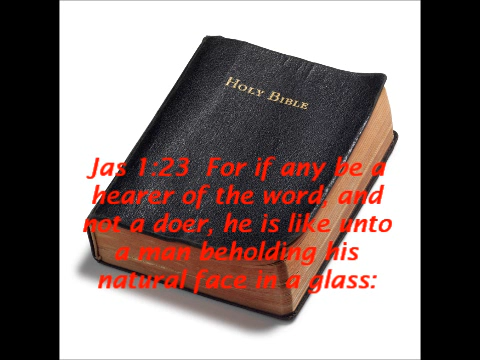 HOLY BIBLE
Jas 1:23  For if any be a
hearer of the word, and
not a doer, he is like unto
a man beholding his
natural face in a glass: